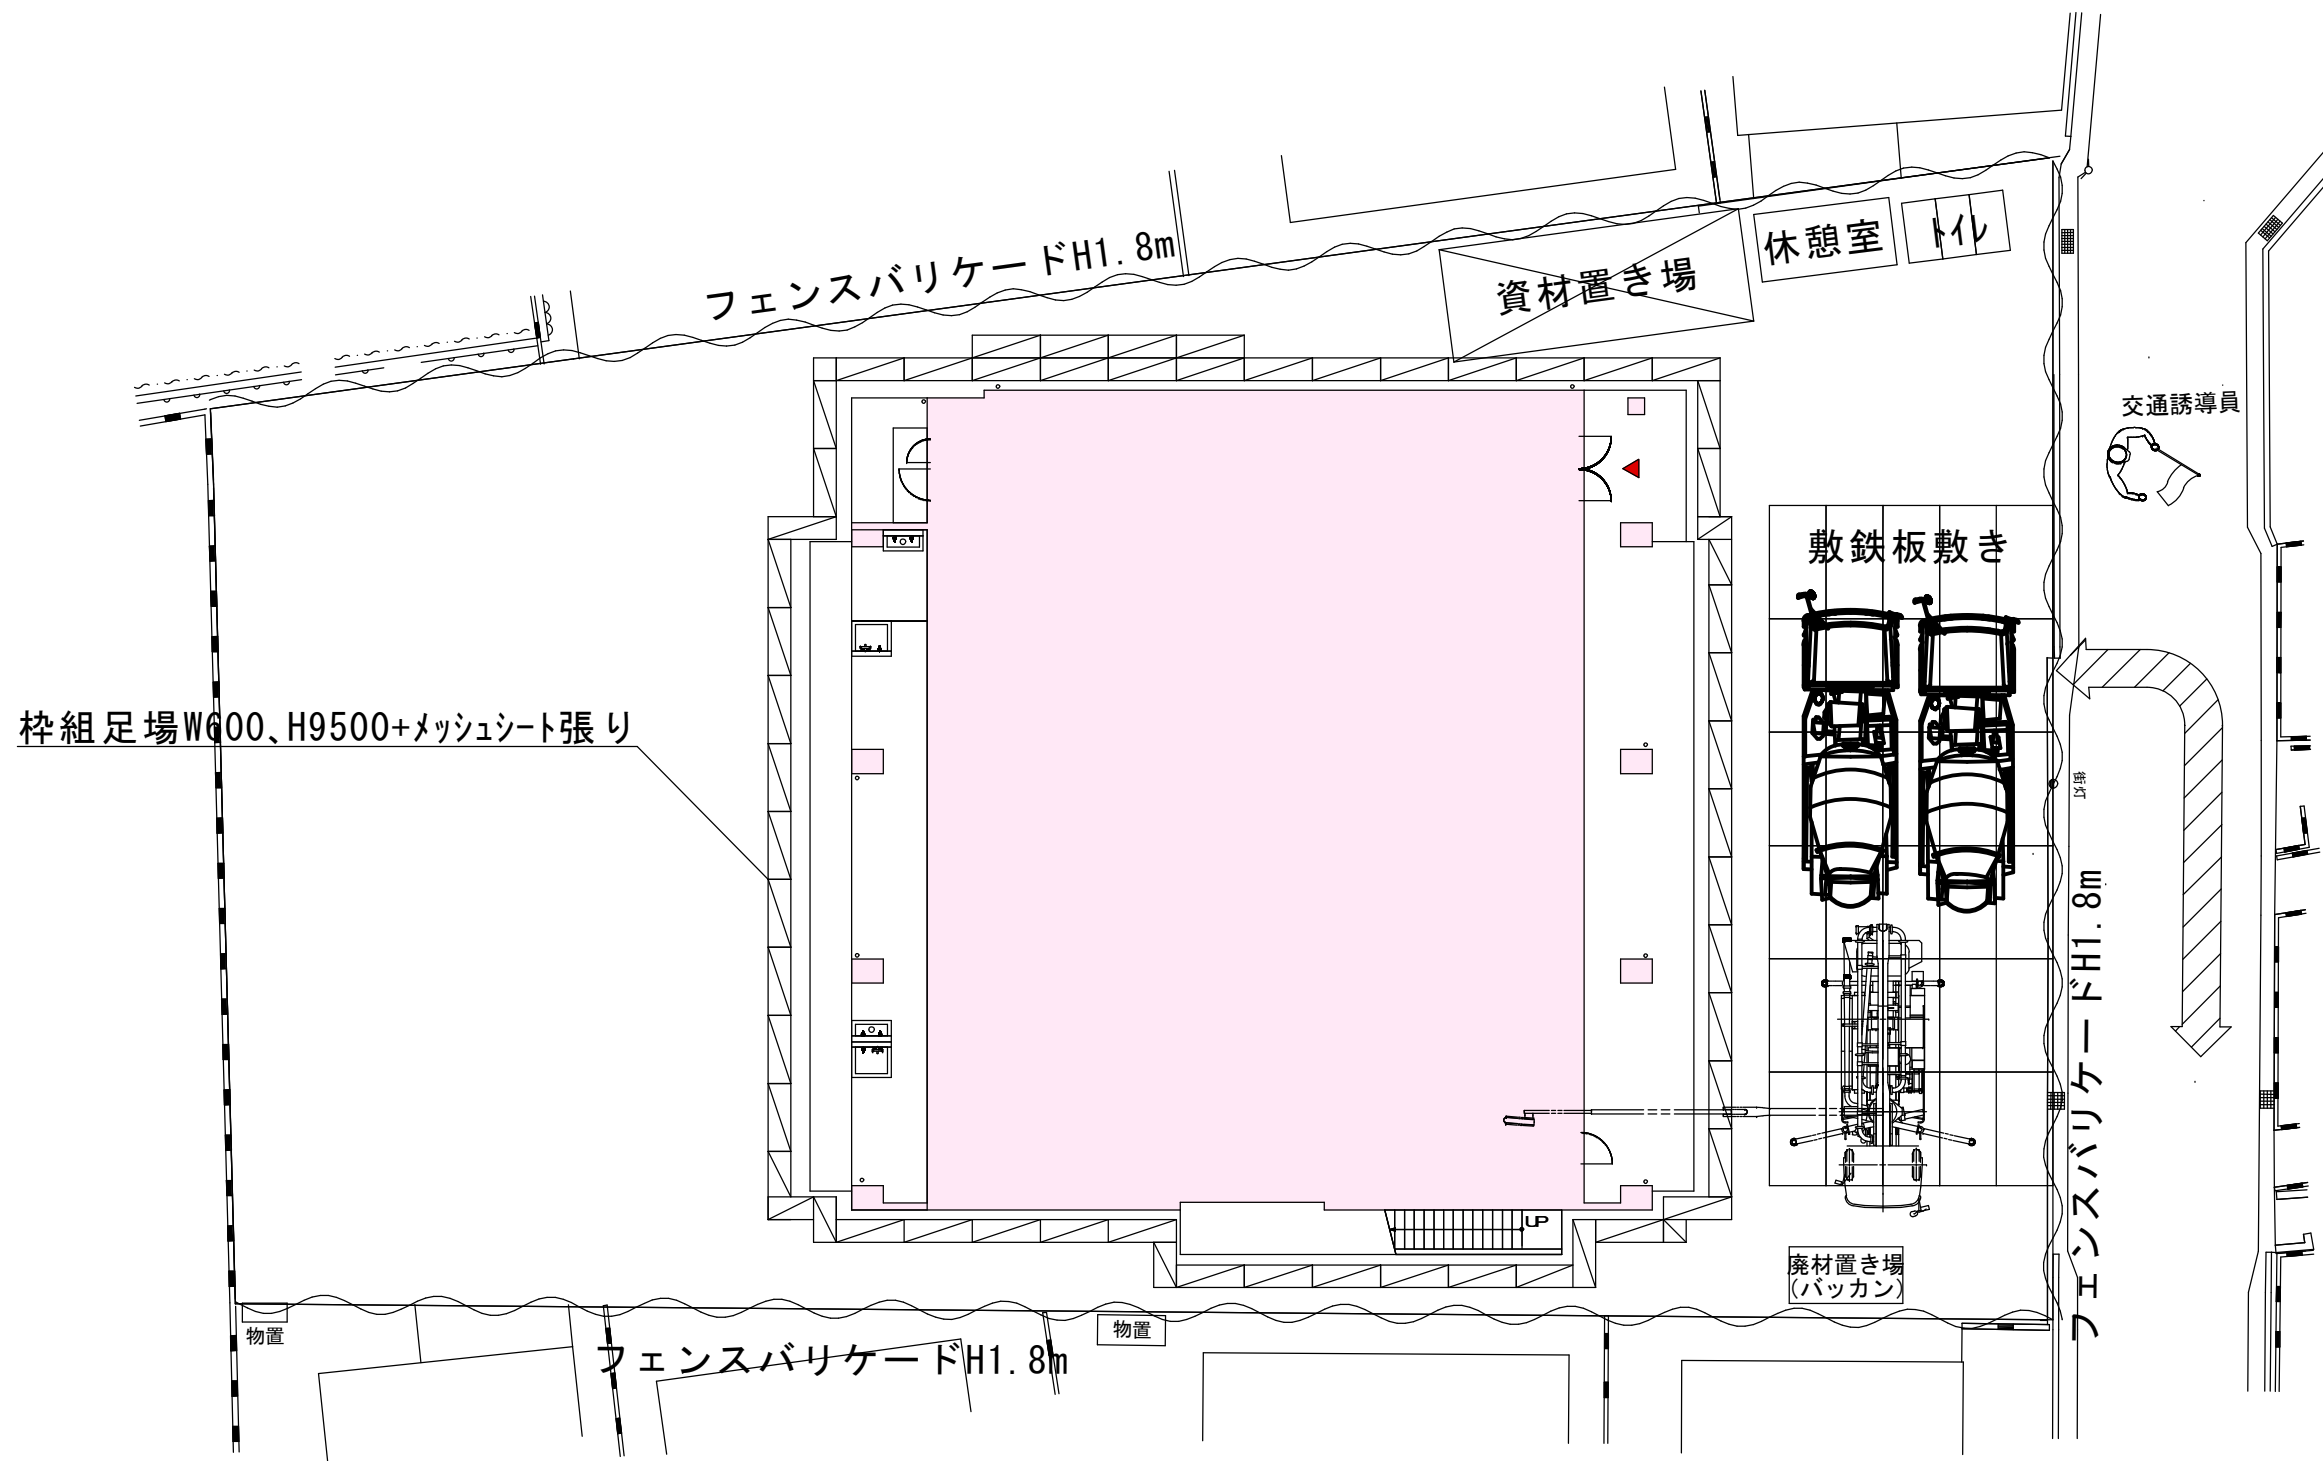 フェンスバリケードH1.8m
資材置き場
休憩室
トイレ
交通誘導員
敷鉄板敷き
枠組足場W600、H9500+メッシュシート張り
街灯
フェンスバリケードH1.8m
UP
廃材置き場
(バッカン)
物置
物置
フェンスバリケードH1.8m